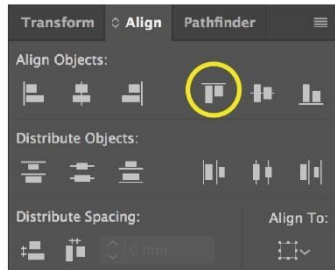 Transform Align Pathfinder
Align Objects:
Distribute Objects:
Distribute Spacing: Align To:
0 mm